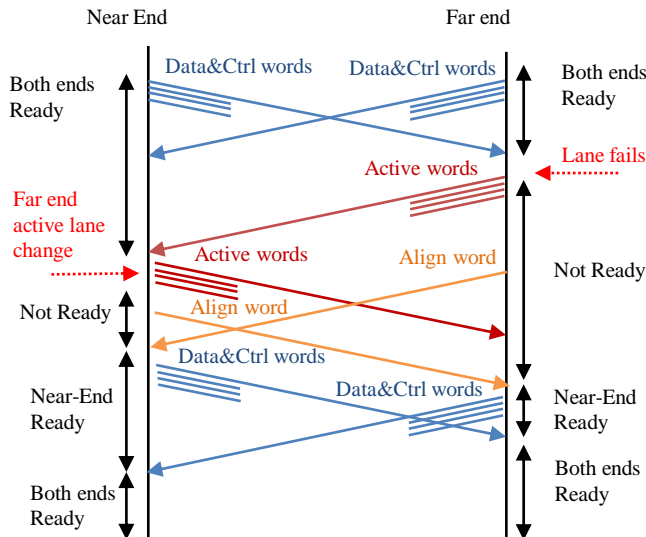 Near End
Far end
Data&Ctrl words
Data&Ctrl words
Both ends
Ready
Both ends
Ready
Lane fails
Active words
Far end
active lane
change
Active words
Align word
Not Ready
Not Ready
Align word
Data&Ctrl words
Data&Ctrl words
Near-End
Ready
Near-End
Ready
Both ends
Ready
Both ends
Ready